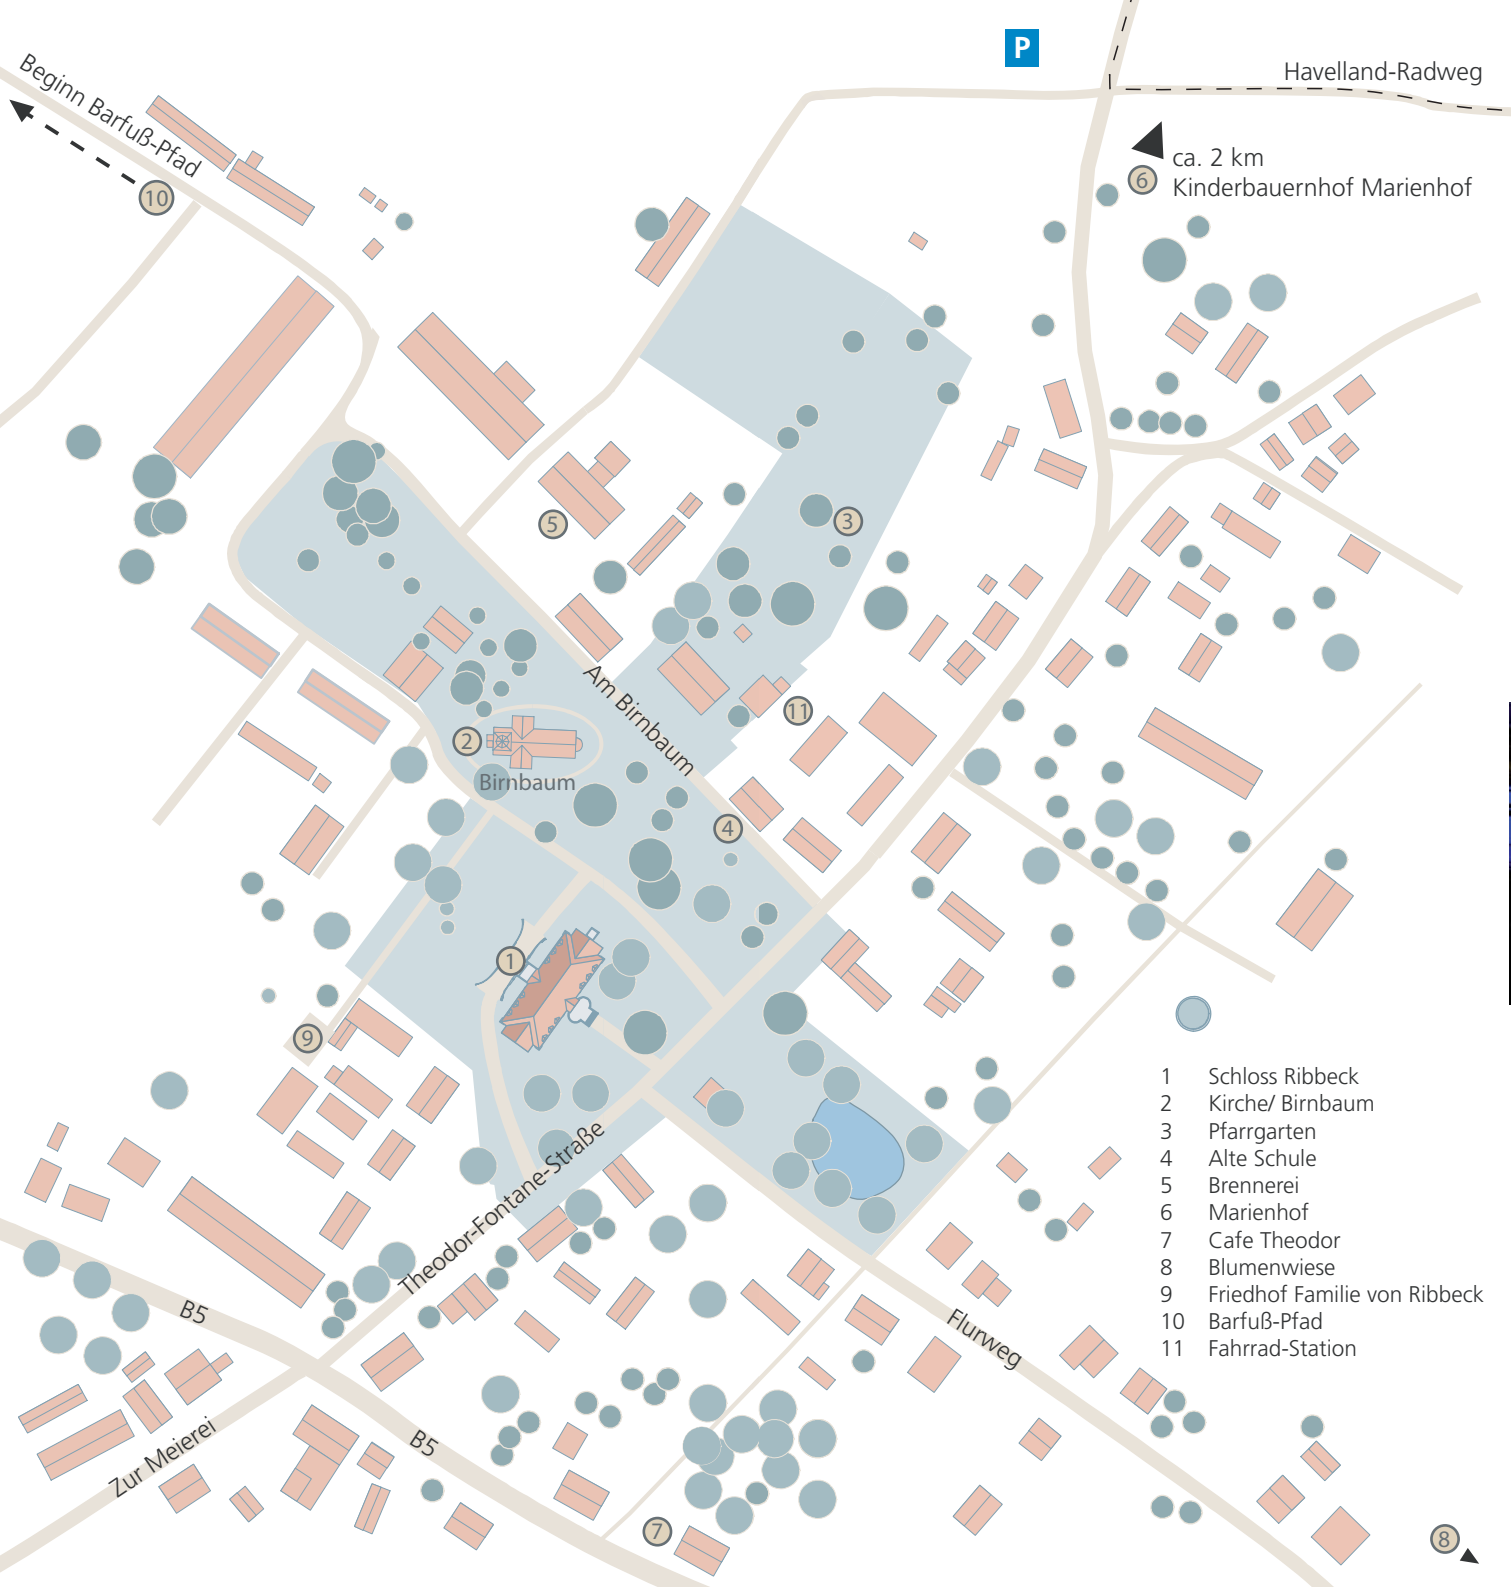 P
Havelland-Radweg
Beginn Barfuß-Pfad
10
ca. 2 km
6 Kinderbauernhof Marienhof
5
3
Am Birnbaum
11
2
Birnbaum
4
1
9
Theodor-Fontane-Straße
B5
Flurweg
B5
Zur Meierei
7
8
1 Schloss Ribbeck
2 Kirche/ Birnbaum
3 Pfarrgarten
4 Alte Schule
5 Brennerei
6 Marienhof
7 Cafe Theodor
8 Blumenwiese
9 Friedhof Familie von Ribbeck
10 Barfuß-Pfad
11 Fahrrad-Station